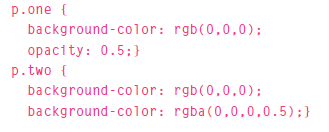 p.one {
  background-color: rgb(0,0,0);
  opacity: 0.5;}
p.two {
  background-color: rgb(0,0,0);
  background-color: rgba(0,0,0,0.5);}